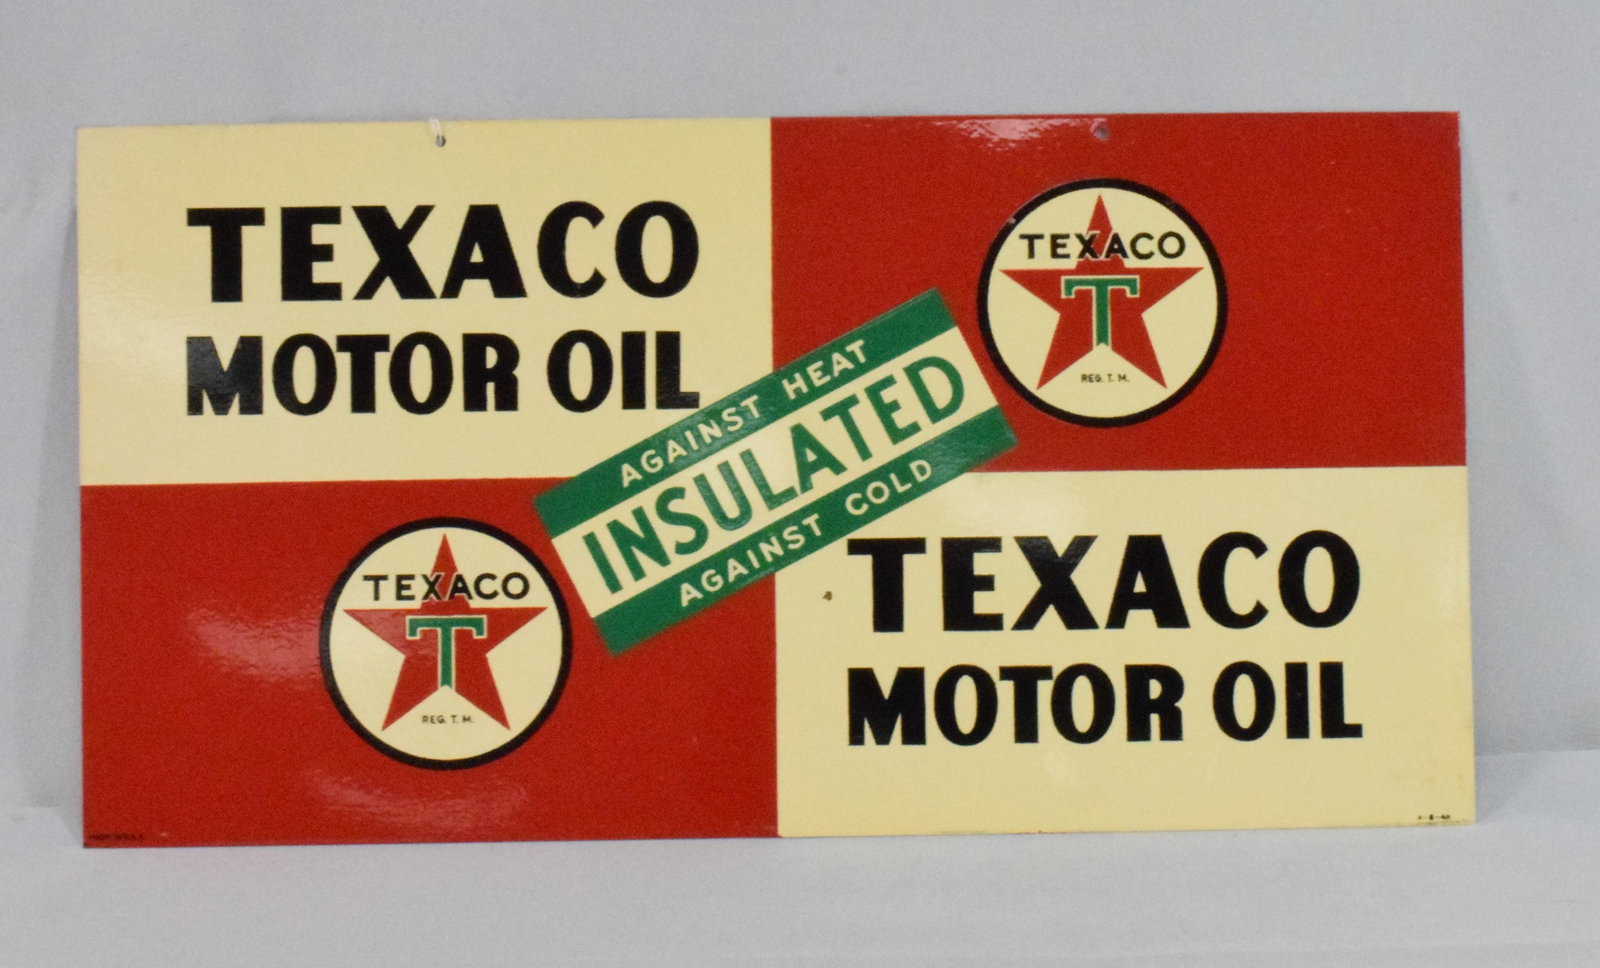 TEXACO
MOTOR OIL
TEXACO
T
REG. T. M.
AGAINST HEAT
INSULATED
AGAINST COLD
TEXACO
T
REG. T. M.
TEXACO
MOTOR OIL